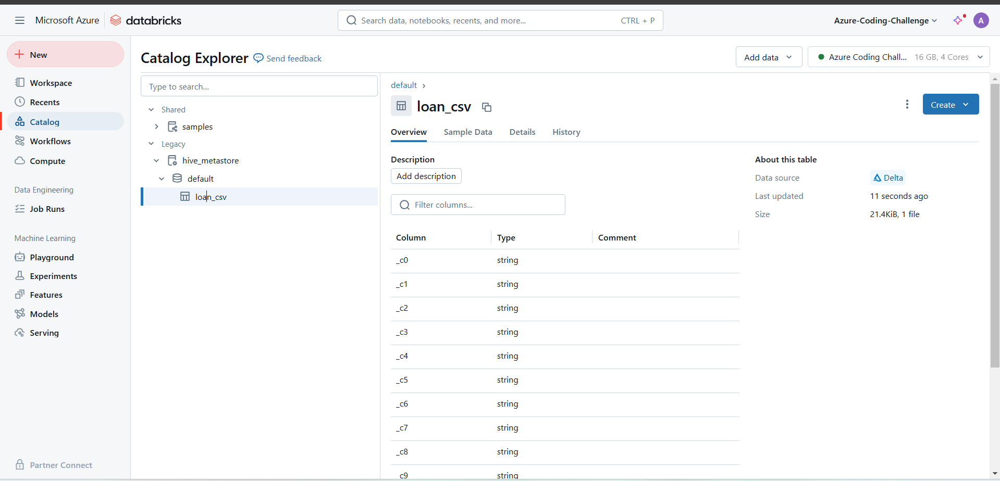 Microsoft Azure databricks Search data, notebooks, recents, and more... CTRL + P Azure-Coding-Challenge A
New
Workspace
Recents
Catalog
Workflows
Compute
Data Engineering
Job Runs
Machine Learning
Playground
Experiments
Features
Models
Serving
Partner Connect
Catalog Explorer Send feedback
Add data Azure Coding Chall... 16 GB, 4 Cores
Type to search...
Shared
samples
Legacy
hive_metastore
default
loan_csv
default
loan_csv
Create
Overview Sample Data Details History
Description
Add description
Filter columns...
Column Type Comment
_c0 string
_c1 string
_c2 string
_c3 string
_c4 string
_c5 string
_c6 string
_c7 string
_c8 string
_c9 string
About this table
Data source Delta
Last updated 11 seconds ago
Size 21.4KiB, 1 file